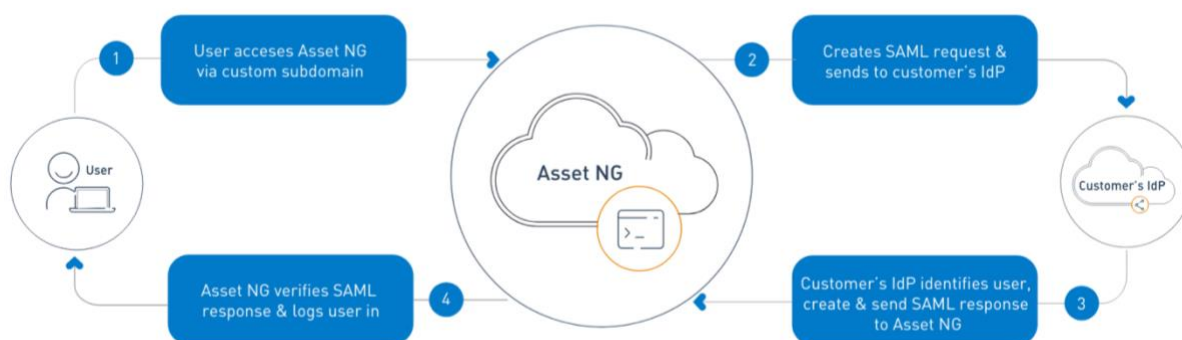 1
User acceses Asset NG
via custom subdomain
2
Creates SAML request &
sends to customer's IdP
User
Asset NG
Customer's IdP
Asset NG verifies SAML
response & logs user in
4
Customer's IdP identifies user,
create & send SAML response
to Asset NG
3